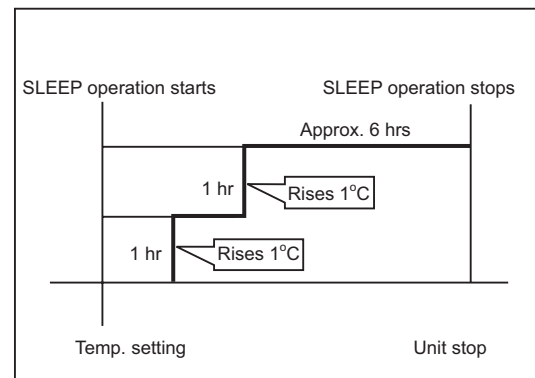 SLEEP operation starts
SLEEP operation stops
Approx. 6 hrs
1 hr
Rises 1°C
1 hr
Rises 1°C
Temp. setting
Unit stop